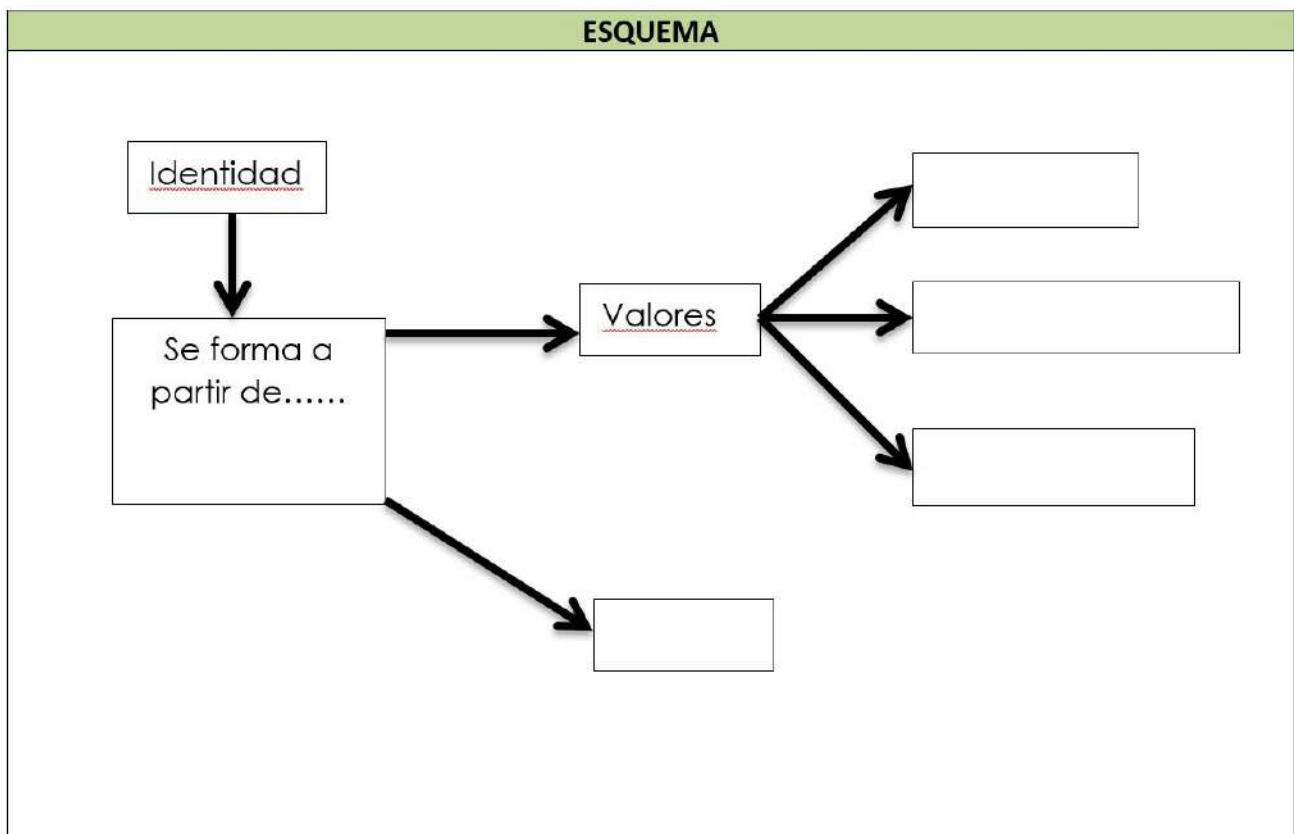 ESQUEMA
Identidad
Se forma a
partir de......
Valores